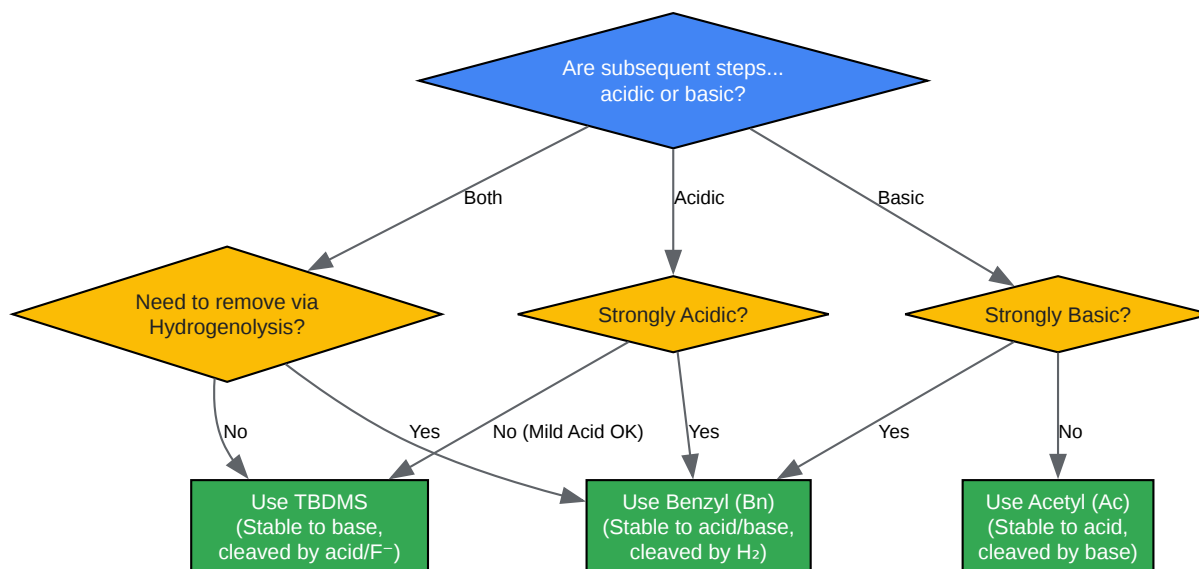 Are subsequent steps...
acidic or basic?
Both
Acidic
Basic
Need to remove via
Hydrogenolysis?
Strongly Acidic?
Strongly Basic?
No
Yes
No (Mild Acid OK)
Yes
Yes
No
Use TBDMS
(Stable to base,
cleaved by acid/F⁻)
Use Benzyl (Bn)
(Stable to acid/base,
cleaved by H₂)
Use Acetyl (Ac)
(Stable to acid,
cleaved by base)